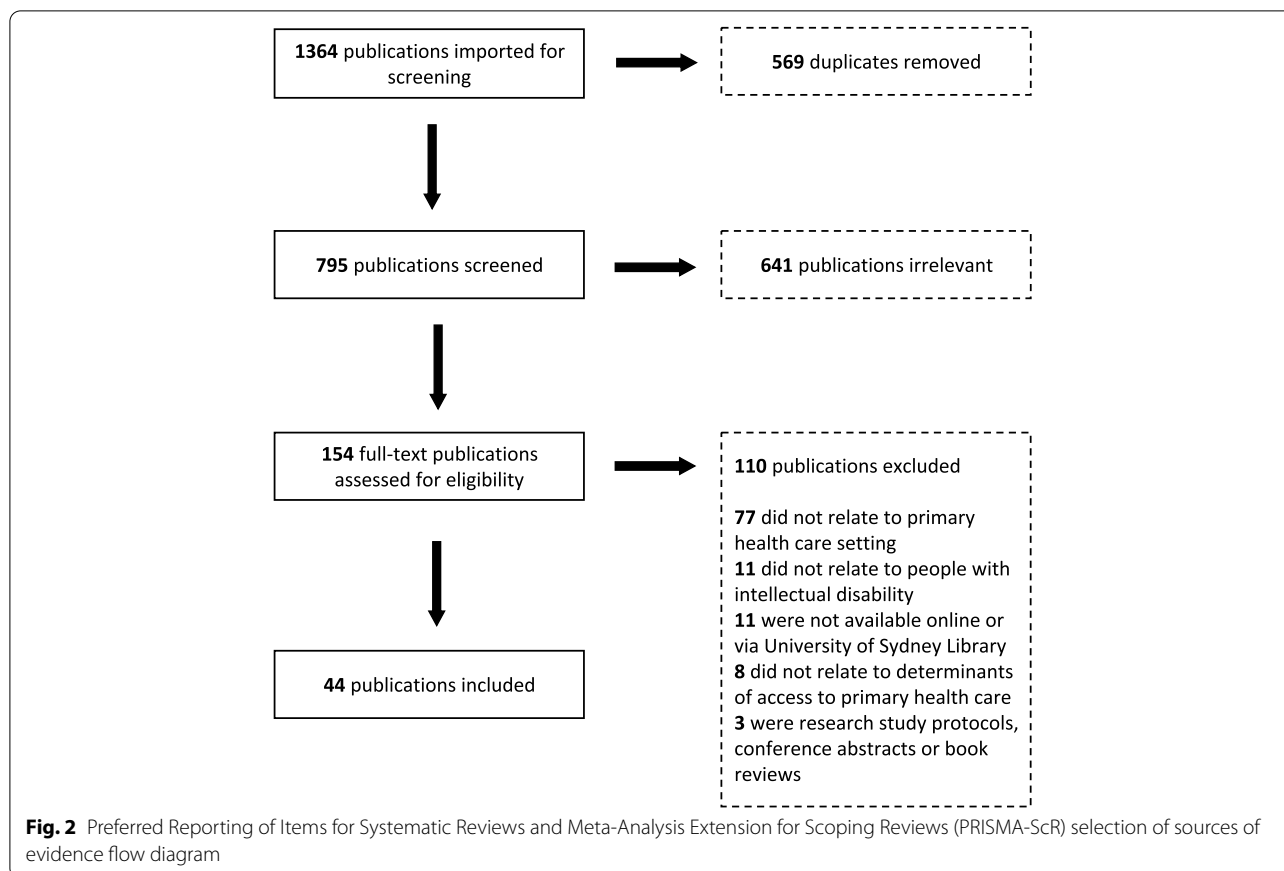 1364 publications imported for
screening
569 duplicates removed
795 publications screened
641 publications irrelevant
154 full-text publications
assessed for eligibility
110 publications excluded
77 did not relate to primary
health care setting
11 did not relate to people with
intellectual disability
11 were not available online or
via University of Sydney Library
8 did not relate to determinants
of access to primary health care
3 were research study protocols,
conference abstracts or book
reviews
44 publications included
Fig. 2 Preferred Reporting of Items for Systematic Reviews and Meta-Analysis Extension for Scoping Reviews (PRISMA-ScR) selection of sources of
evidence flow diagram